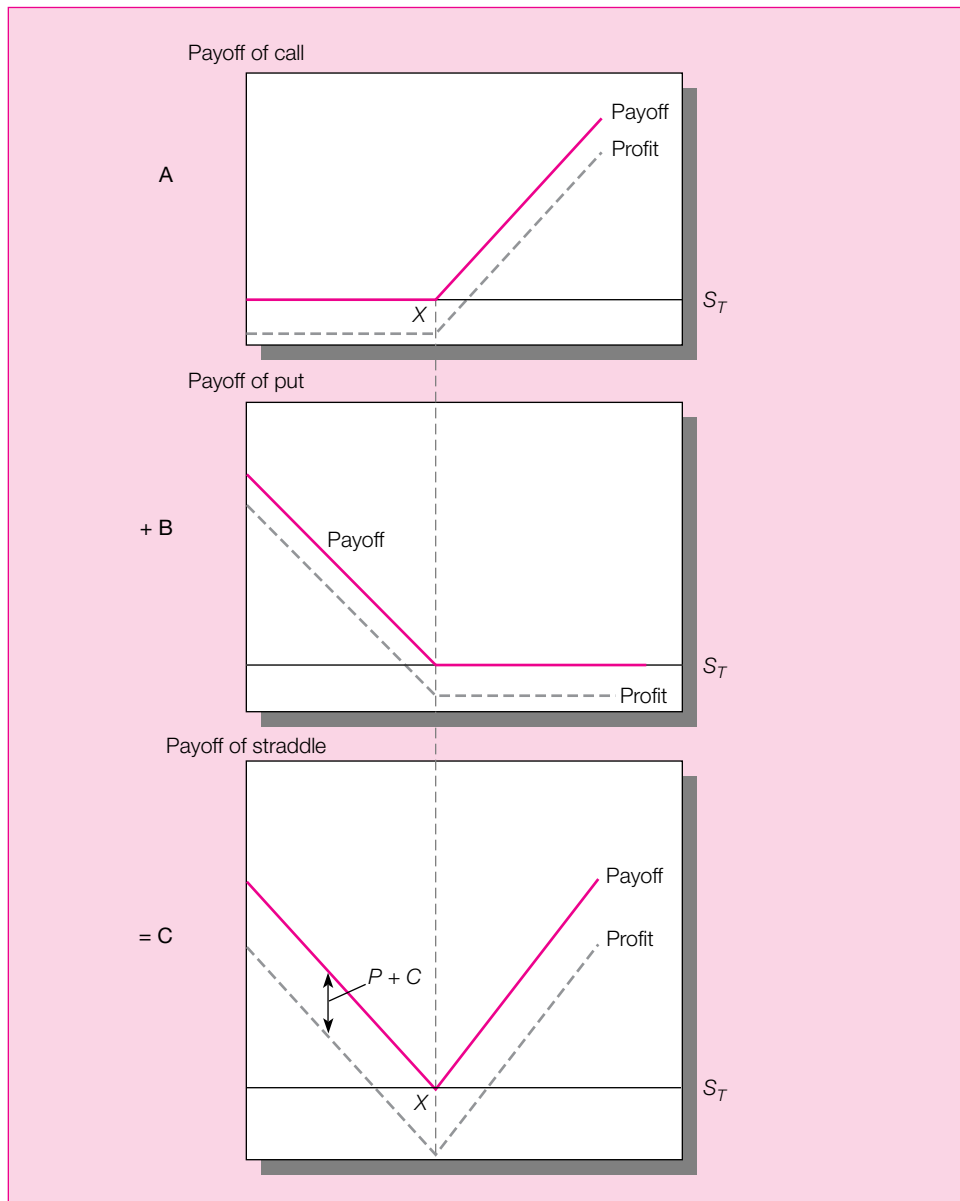 Payoff of call
Payoff
Profit
A
X
S_T
Payoff of put
+ B
Payoff
S_T
Profit
Payoff of straddle
Payoff
= C
Profit
P + C
X
S_T